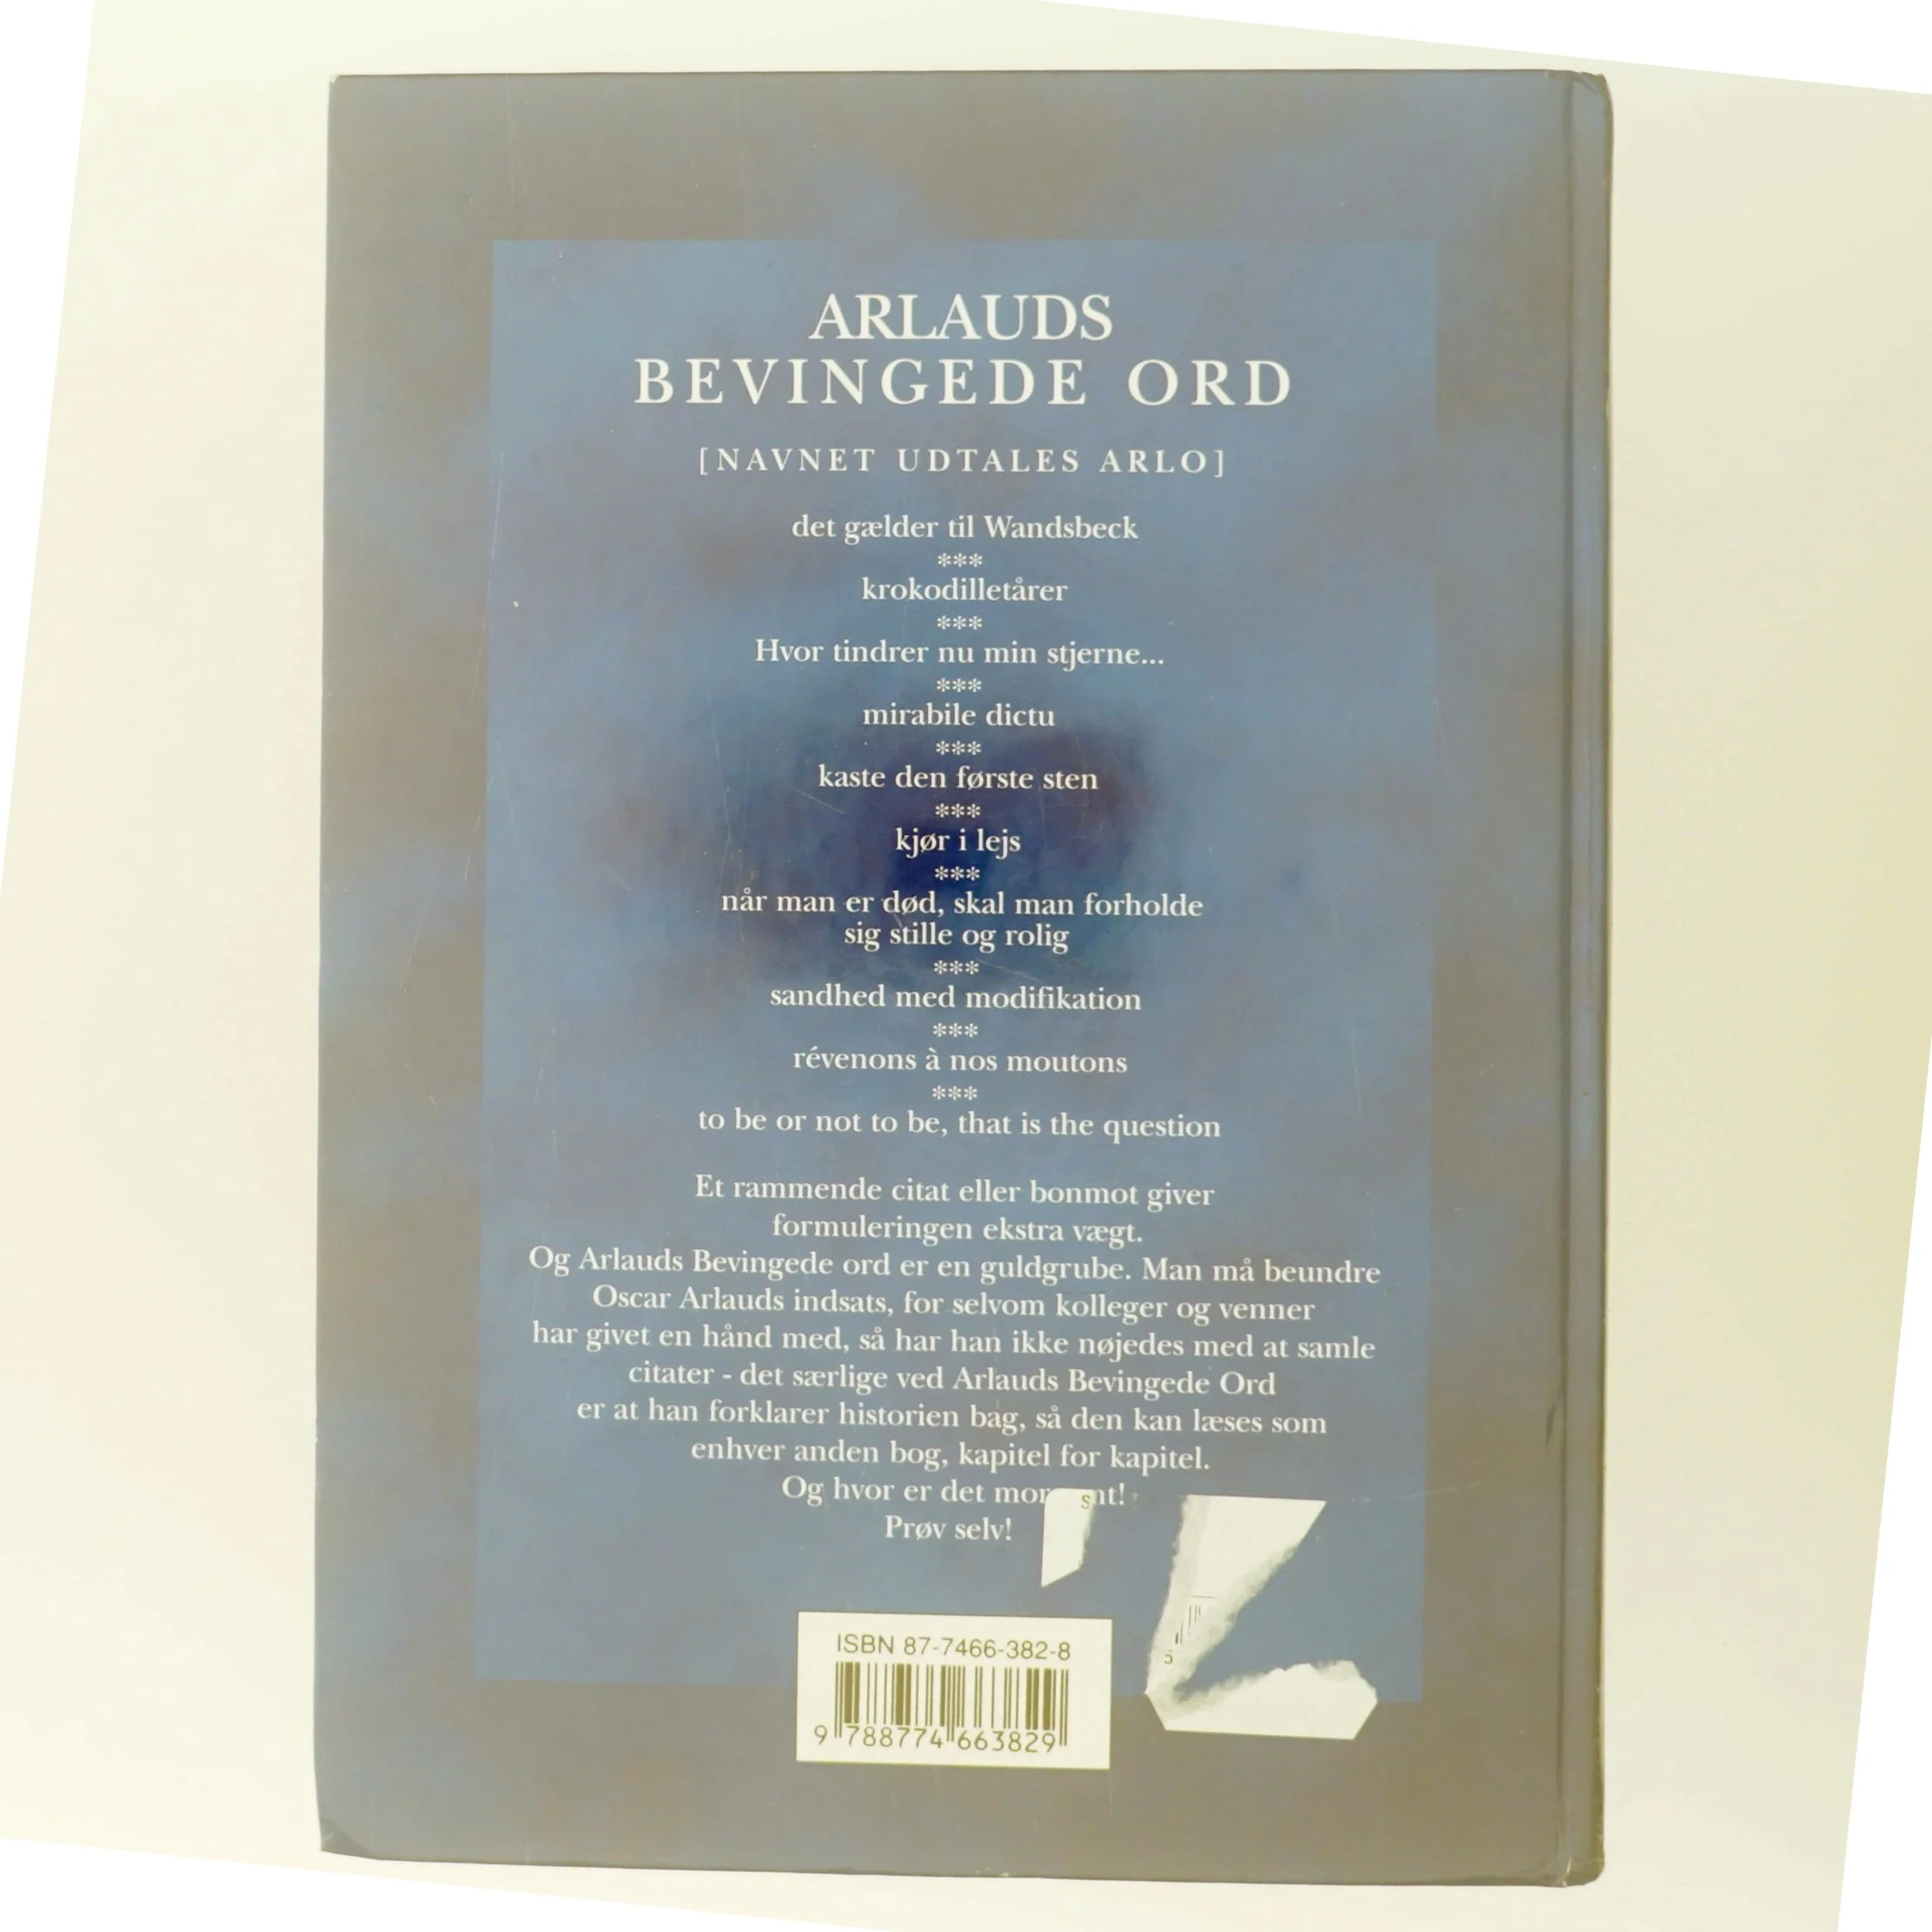 ARLAUDS
BEVINGEDE ORD
[NAVNET UDTALES ARLO]
det gælder til Wandsbeck
***
krokodilletårer
***
Hvor tindrer nu min stjerne...
***
mirabile dictu
***
kaste den første sten
***
kjør i lejs
***
når man er død, skal man forholde
sig stille og rolig
***
sandhed med modifikation
***
révenons à nos moutons
***
to be or not to be, that is the question
Et rammende citat eller bonmot giver
formuleringen ekstra vægt.
Og Arlauds Bevingede ord er en guldgrube. Man må beundre
Oscar Arlauds indsats, for selvom kolleger og venner
har givet en hånd med, så har han ikke nøjedes med at samle
citater - det særlige ved Arlauds Bevingede Ord
er at han forklarer historien bag, så den kan læses som
enhver anden bog, kapitel for kapitel.
Og hvor er det
Prøv selv!
S
5
ISBN 87-7466-382-8
9 788774 663829